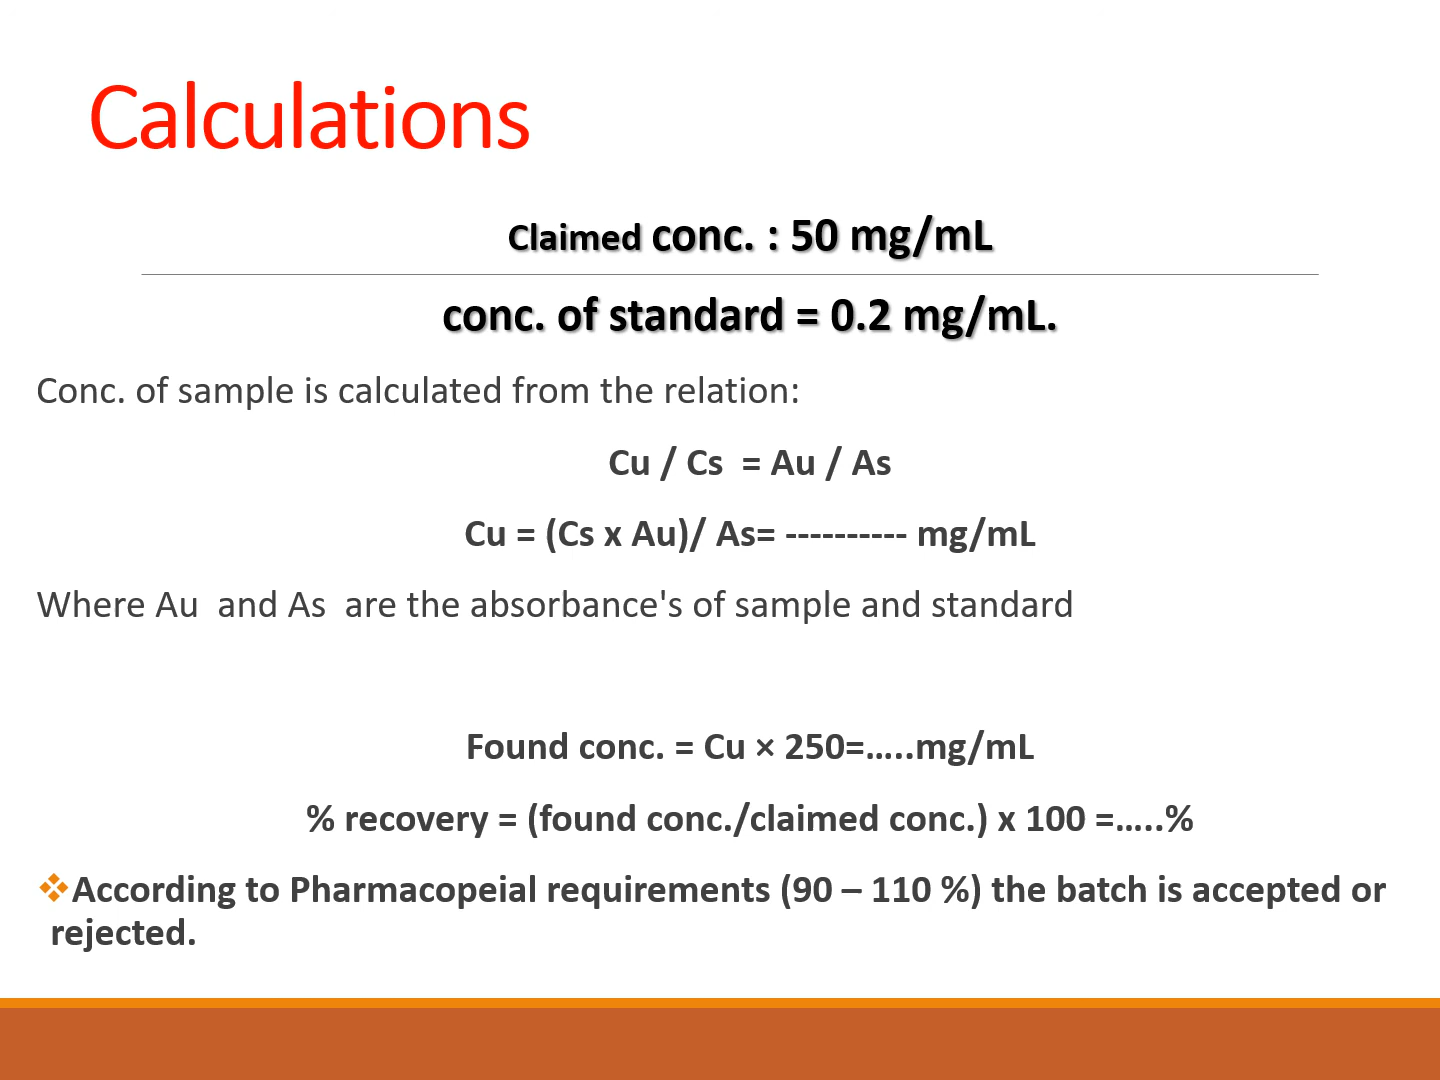 Calculations
Claimed conc. : 50 mg/mL
conc. of standard = 0.2 mg/mL.
Conc. of sample is calculated from the relation:
Cu / Cs  = Au / As
Cu = (Cs x Au)/ As= ---------- mg/mL
Where Au  and As  are the absorbance's of sample and standard
Found conc. = Cu × 250=…..mg/mL
% recovery = (found conc./claimed conc.) x 100 =…..%
❖According to Pharmacopeial requirements (90 – 110 %) the batch is accepted or
rejected.